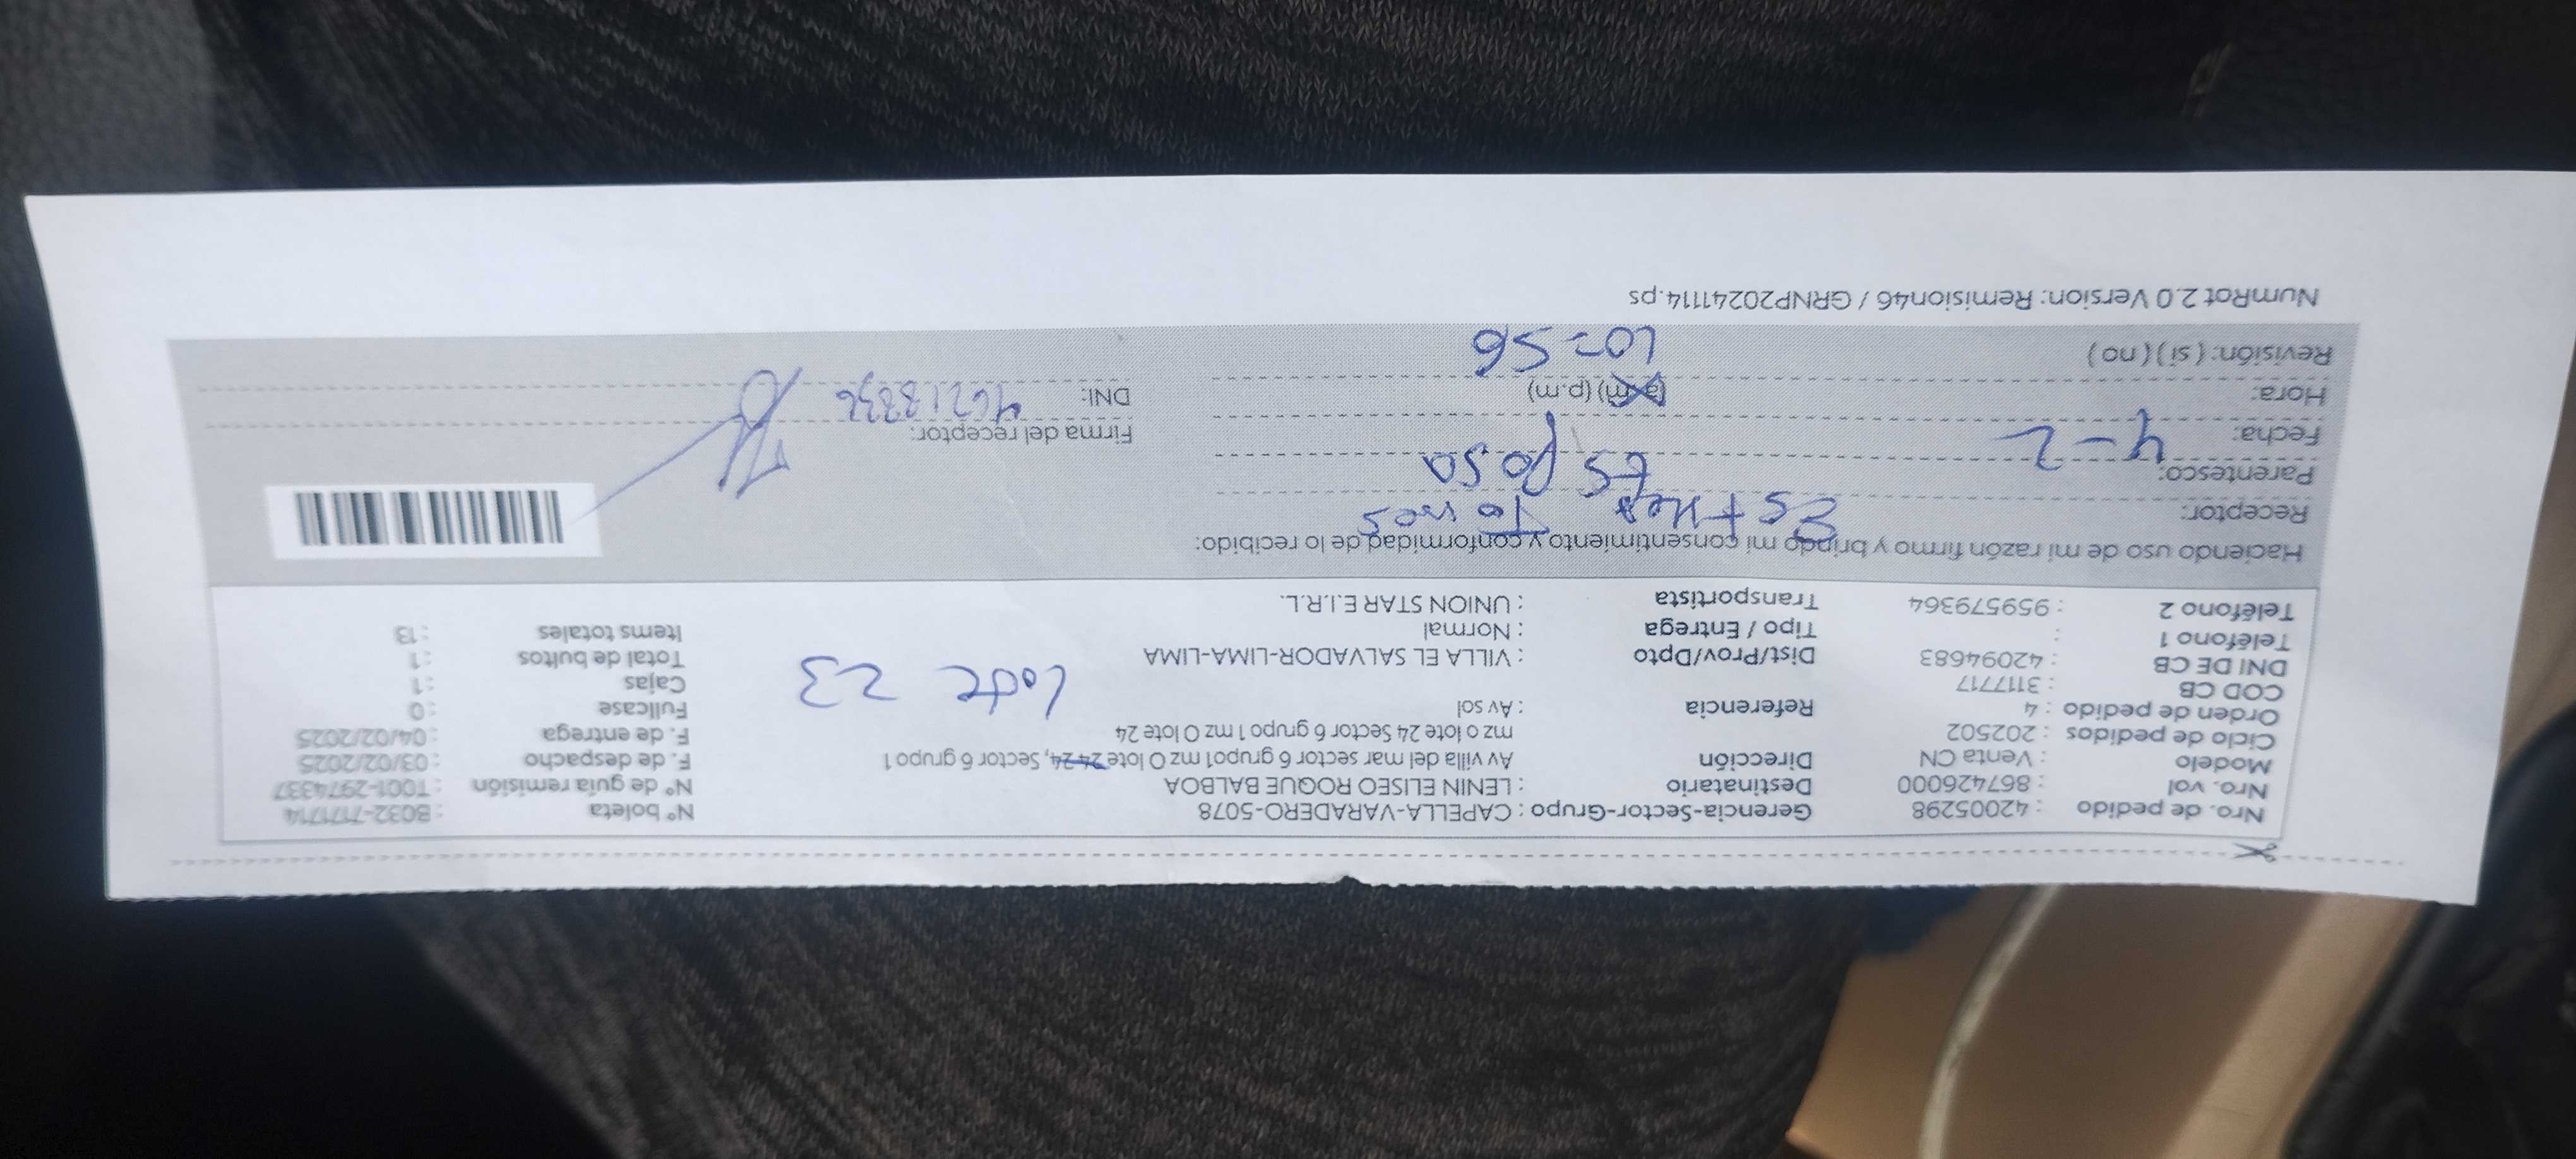 Nro. de pedido : 42005298 Gerencia-Sector-Grupo : CAPELLA-VARADERO-5078 N° boleta : B032-7171714
Nro. vol : 867426000 Destinatario : LENIN ELISEO ROQUE BALBOA N° de guía remisión : T001-2974337
Modelo : Venta CN Dirección Av villa del mar sector 6 grupo1 mz O lote 24 24, Sector 6 grupo 1 F. de despacho : 03/02/2025
Ciclo de pedidos : 202502 mz o lote 24 Sector 6 grupo 1 mz O lote 24 F. de entrega : 04/02/2025
Orden de pedido : 4 Referencia : Av sol Lote 23 Fullcase : 0
COD CB : 3117717 Cajas : 1
DNI DE CB : 42094683 Dist/Prov/Dpto : VILLA EL SALVADOR-LIMA-LIMA Total de bultos : 1
Teléfono 1 : Tipo / Entrega : Normal Items totales : 13
Teléfono 2 : 959579364 Transportista : UNION STAR E.I.R.L.
Haciendo uso de mi razón firmo y brindo mi consentimiento y conformidad de lo recibido:
Receptor: Esther
Parentesco: Esposa
Fecha: 4-2 Firma del receptor:
Hora: (a.m) (p.m) DNI:
Revisión: ( si ) ( no ) 10=56
NumRot 2.0 Version: Remision46 / GRNP20241114.ps